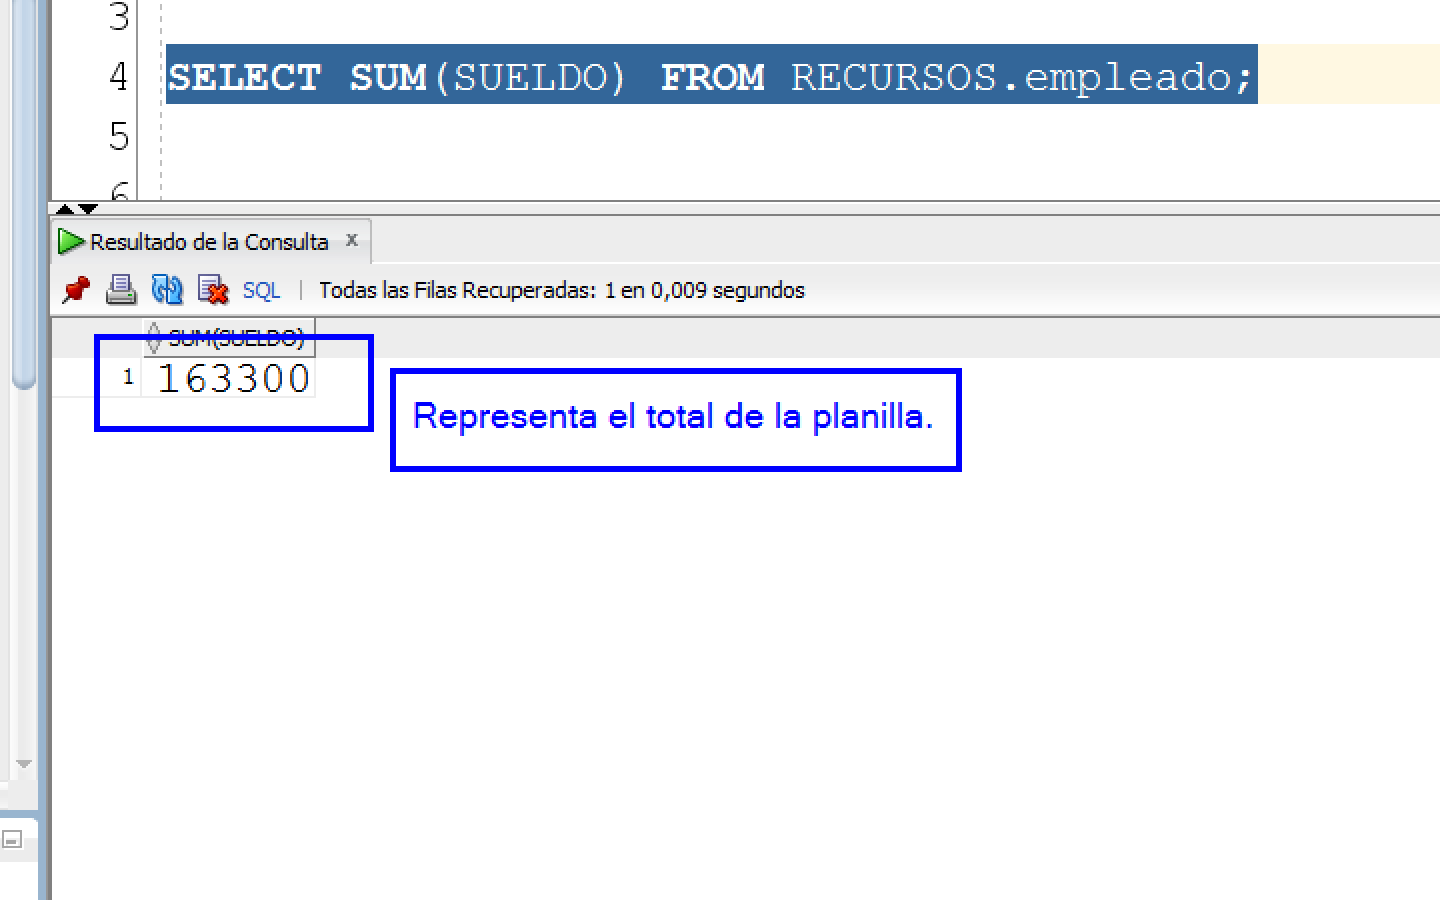 3
4 SELECT SUM(SUELDO) FROM RECURSOS.empleado;
5
6
Resultado de la Consulta x
SQL | Todas las Filas Recuperadas: 1 en 0,009 segundos
SUM(SUELDO)
1 163300
Representa el total de la planilla.